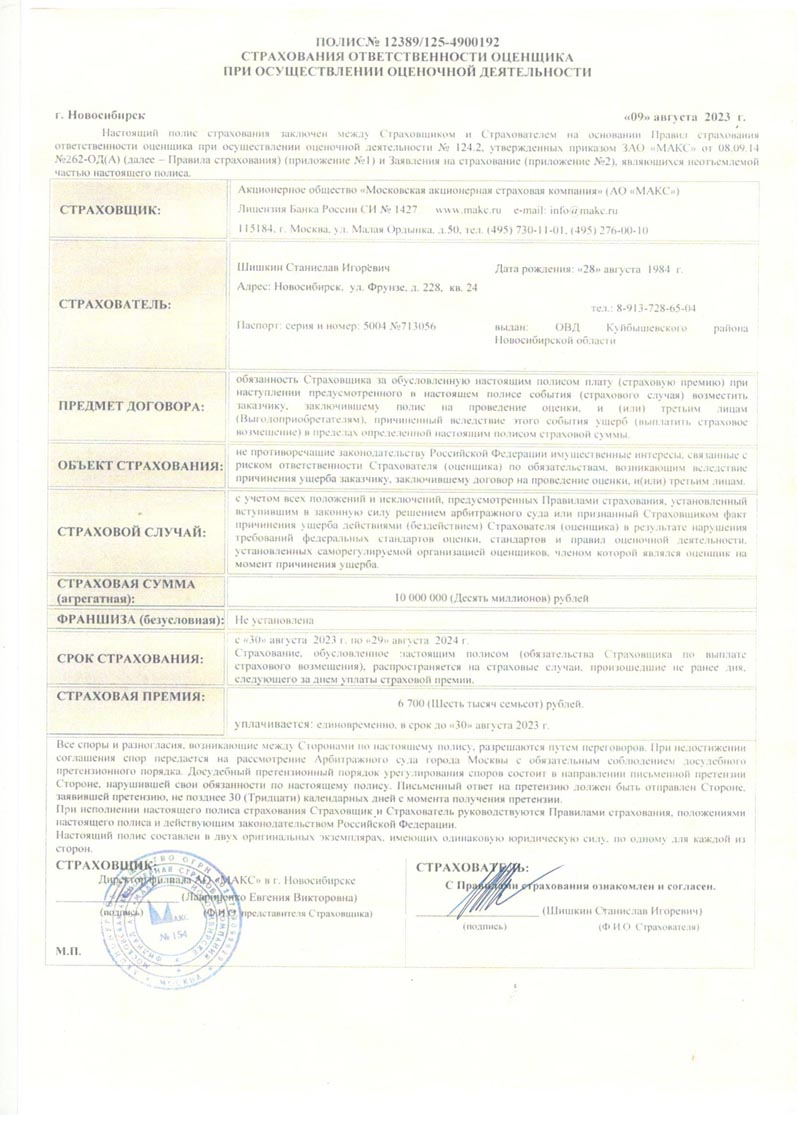 ПОЛИС№ 12389/125-4900192
СТРАХОВАНИЯ ОТВЕТСТВЕННОСТИ ОЦЕНЩИКА
ПРИ ОСУЩЕСТВЛЕНИИ ОЦЕНОЧНОЙ ДЕЯТЕЛЬНОСТИ
г. Новосибирск «09» августа 2023 г.
Настоящий полис страхования заключен между Страховщиком и Страхователем на основании Правил страхования
ответственности оценщика при осуществлении оценочной деятельности № 124.2, утвержденных приказом ЗАО «МАКС» от 08.09.14
№262-ОД(А) (далее – Правила страхования) (приложение №1) и Заявления на страхование (приложение №2), являющихся неотъемлемой
частью настоящего полиса.
СТРАХОВЩИК:
Акционерное общество «Московская акционерная страховая компания» (АО «МАКС»)
Лицензия Банка России СИ № 1427 www.makc.ru e-mail: info@makc.ru
115184, г. Москва, ул. Малая Ордынка, д.50, тел. (495) 730-11-01, (495) 276-00-10
СТРАХОВАТЕЛЬ:
Шишкин Станислав Игоревич Дата рождения: «28» августа 1984 г.
Адрес: Новосибирск, ул. Фрунзе, д. 228, кв. 24
тел.: 8-913-728-65-04
Паспорт: серия и номер: 5004 №713056 выдан: ОВД Куйбышевского района
Новосибирской области
ПРЕДМЕТ ДОГОВОРА:
обязанность Страховщика за обусловленную настоящим полисом плату (страховую премию) при
наступлении предусмотренного в настоящем полисе события (страхового случая) возместить
заказчику, заключившему полис на проведение оценки, и (или) третьим лицам
(Выгодоприобретателям), причиненный вследствие этого события ущерб (выплатить страховое
возмещение) в пределах определенной настоящим полисом страховой суммы.
ОБЪЕКТ СТРАХОВАНИЯ:
не противоречащие законодательству Российской Федерации имущественные интересы, связанные с
риском ответственности Страхователя (оценщика) по обязательствам, возникающим вследствие
причинения ущерба заказчику, заключившему договор на проведение оценки, и(или) третьим лицам.
СТРАХОВОЙ СЛУЧАЙ:
с учетом всех положений и исключений, предусмотренных Правилами страхования, установленный
вступившим в законную силу решением арбитражного суда или признанный Страховщиком факт
причинения ущерба действиями (бездействием) Страхователя (оценщика) в результате нарушения
требований федеральных стандартов оценки, стандартов и правил оценочной деятельности,
установленных саморегулируемой организацией оценщиков, членом которой являлся оценщик на
момент причинения ущерба.
СТРАХОВАЯ СУММА
(агрегатная):
10 000 000 (Десять миллионов) рублей
ФРАНШИЗА (безусловная): Не установлена
СРОК СТРАХОВАНИЯ:
с «30» августа 2023 г. по «29» августа 2024 г.
Страхование, обусловленное настоящим полисом (обязательства Страховщика по выплате
страхового возмещения), распространяется на страховые случаи, произошедшие не ранее дня,
следующего за днем уплаты страховой премии.
СТРАХОВАЯ ПРЕМИЯ:
6 700 (Шесть тысяч семьсот) рублей.
уплачивается: единовременно, в срок до «30» августа 2023 г.
Все споры и разногласия, возникающие между Сторонами по настоящему полису, разрешаются путем переговоров. При недостижении
соглашения спор передается на рассмотрение Арбитражного суда города Москвы с обязательным соблюдением досудебного
претензионного порядка. Досудебный претензионный порядок урегулирования споров состоит в направлении письменной претензии
Стороне, нарушившей свои обязанности по настоящему полису. Письменный ответ на претензию должен быть отправлен Стороне,
заявившей претензию, не позднее 30 (Тридцати) календарных дней с момента получения претензии.
При исполнении настоящего полиса страхования Страховщик и Страхователь руководствуются Правилами страхования, положениями
настоящего полиса и действующим законодательством Российской Федерации.
Настоящий полис составлен в двух оригинальных экземплярах, имеющих одинаковую юридическую силу, по одному для каждой из
сторон.
СТРАХОВЩИК:
Директор филиала АО «МАКС» в г. Новосибирске
(Лавриненко Евгения Викторовна)
(подпись) (Ф.И.О. представителя Страховщика)
№ 154
М.П.
СТРАХОВАТЕЛЬ:
С Правилами страхования ознакомлен и согласен.
(Шишкин Станислав Игоревич)
(подпись) (Ф.И.О Страхователя)